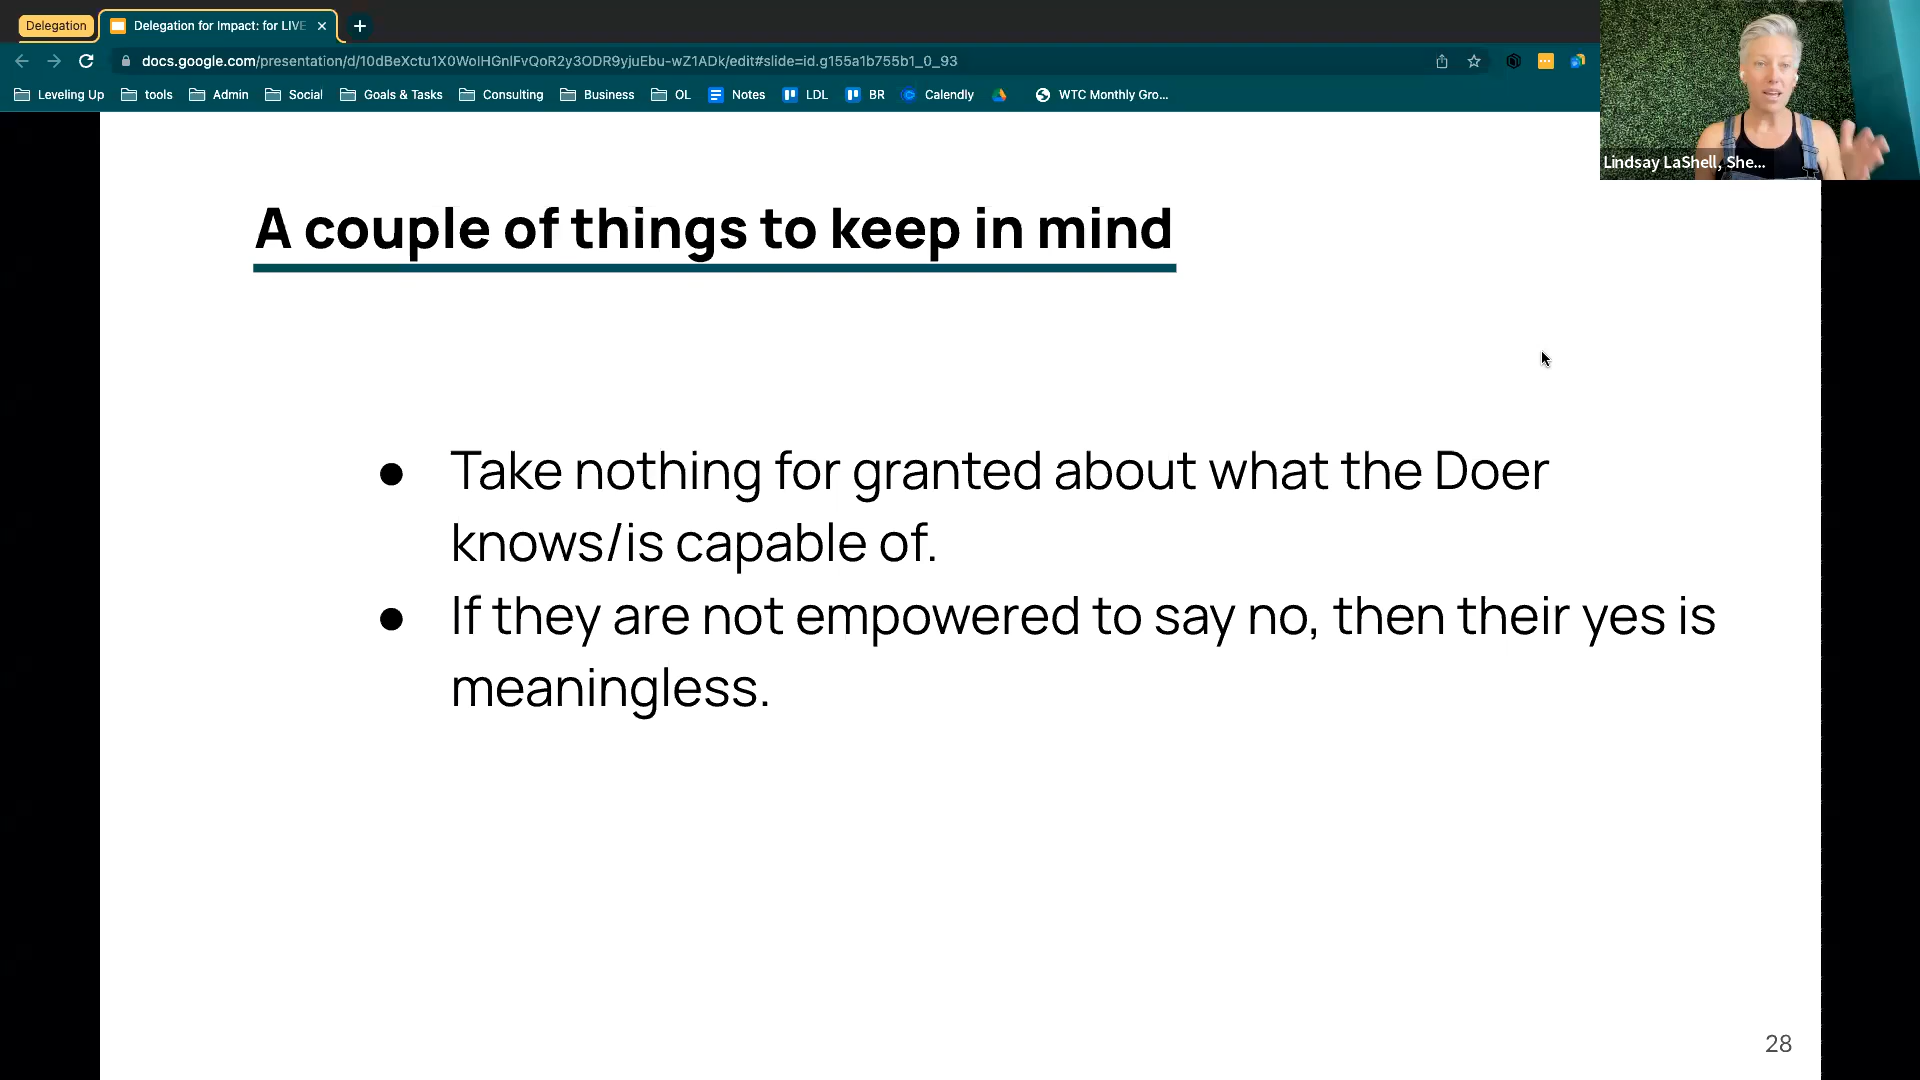 Delegation
Delegation for Impact: for LIVE
docs.google.com/presentation/d/10dBeXctu1X0WolHGnlFvQoR2y3ODR9yjuEbu-wZ1ADk/edit#slide=id.g155a1b755b1_0_93
Leveling Up tools Admin Social Goals & Tasks Consulting Business OL Notes LDL BR Calendly WTC Monthly Gro...
Lindsay LaShell, She...
A couple of things to keep in mind
● Take nothing for granted about what the Doer
knows/is capable of.
● If they are not empowered to say no, then their yes is
meaningless.
28